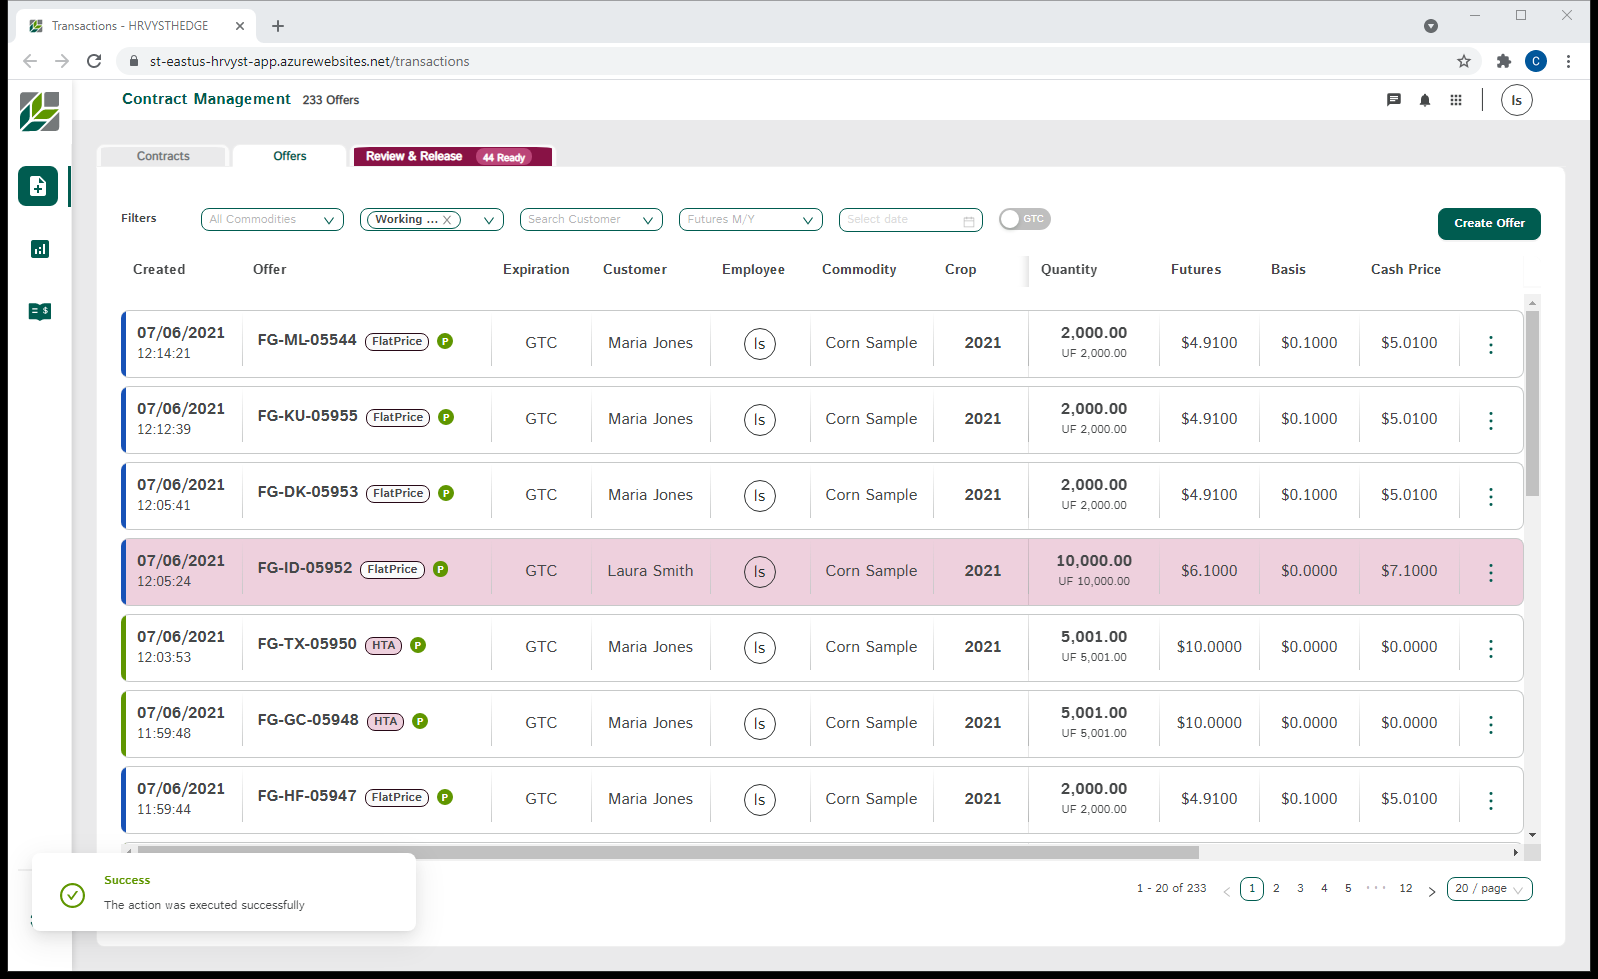 Transactions - HRVYSTHEDGE
st-eastus-hrvyst-app.azurewebsites.net/transactions
C
Contract Management 233 Offers
ls
Contracts Offers Review & Release 44 Ready
Filters All Commodities Working ... Search Customer Futures M/Y Select date GTC Create Offer
Created Offer Expiration Customer Employee Commodity Crop Quantity Futures Basis Cash Price
07/06/2021 FG-ML-05544 FlatPrice P GTC Maria Jones ls Corn Sample 2021 2,000.00 $4.9100 $0.1000 $5.0100
12:14:21 UF 2,000.00
07/06/2021 FG-KU-05955 FlatPrice P GTC Maria Jones ls Corn Sample 2021 2,000.00 $4.9100 $0.1000 $5.0100
12:12:39 UF 2,000.00
07/06/2021 FG-DK-05953 FlatPrice P GTC Maria Jones ls Corn Sample 2021 2,000.00 $4.9100 $0.1000 $5.0100
12:05:41 UF 2,000.00
07/06/2021 FG-ID-05952 FlatPrice P GTC Laura Smith ls Corn Sample 2021 10,000.00 $6.1000 $0.0000 $7.1000
12:05:24 UF 10,000.00
07/06/2021 FG-TX-05950 HTA P GTC Maria Jones ls Corn Sample 2021 5,001.00 $10.0000 $0.0000 $0.0000
12:03:53 UF 5,001.00
07/06/2021 FG-GC-05948 HTA P GTC Maria Jones ls Corn Sample 2021 5,001.00 $10.0000 $0.0000 $0.0000
11:59:48 UF 5,001.00
07/06/2021 FG-HF-05947 FlatPrice P GTC Maria Jones ls Corn Sample 2021 2,000.00 $4.9100 $0.1000 $5.0100
11:59:44 UF 2,000.00
1 - 20 of 233 < 1 2 3 4 5 ··· 12 > 20 / page
Success
The action was executed successfully